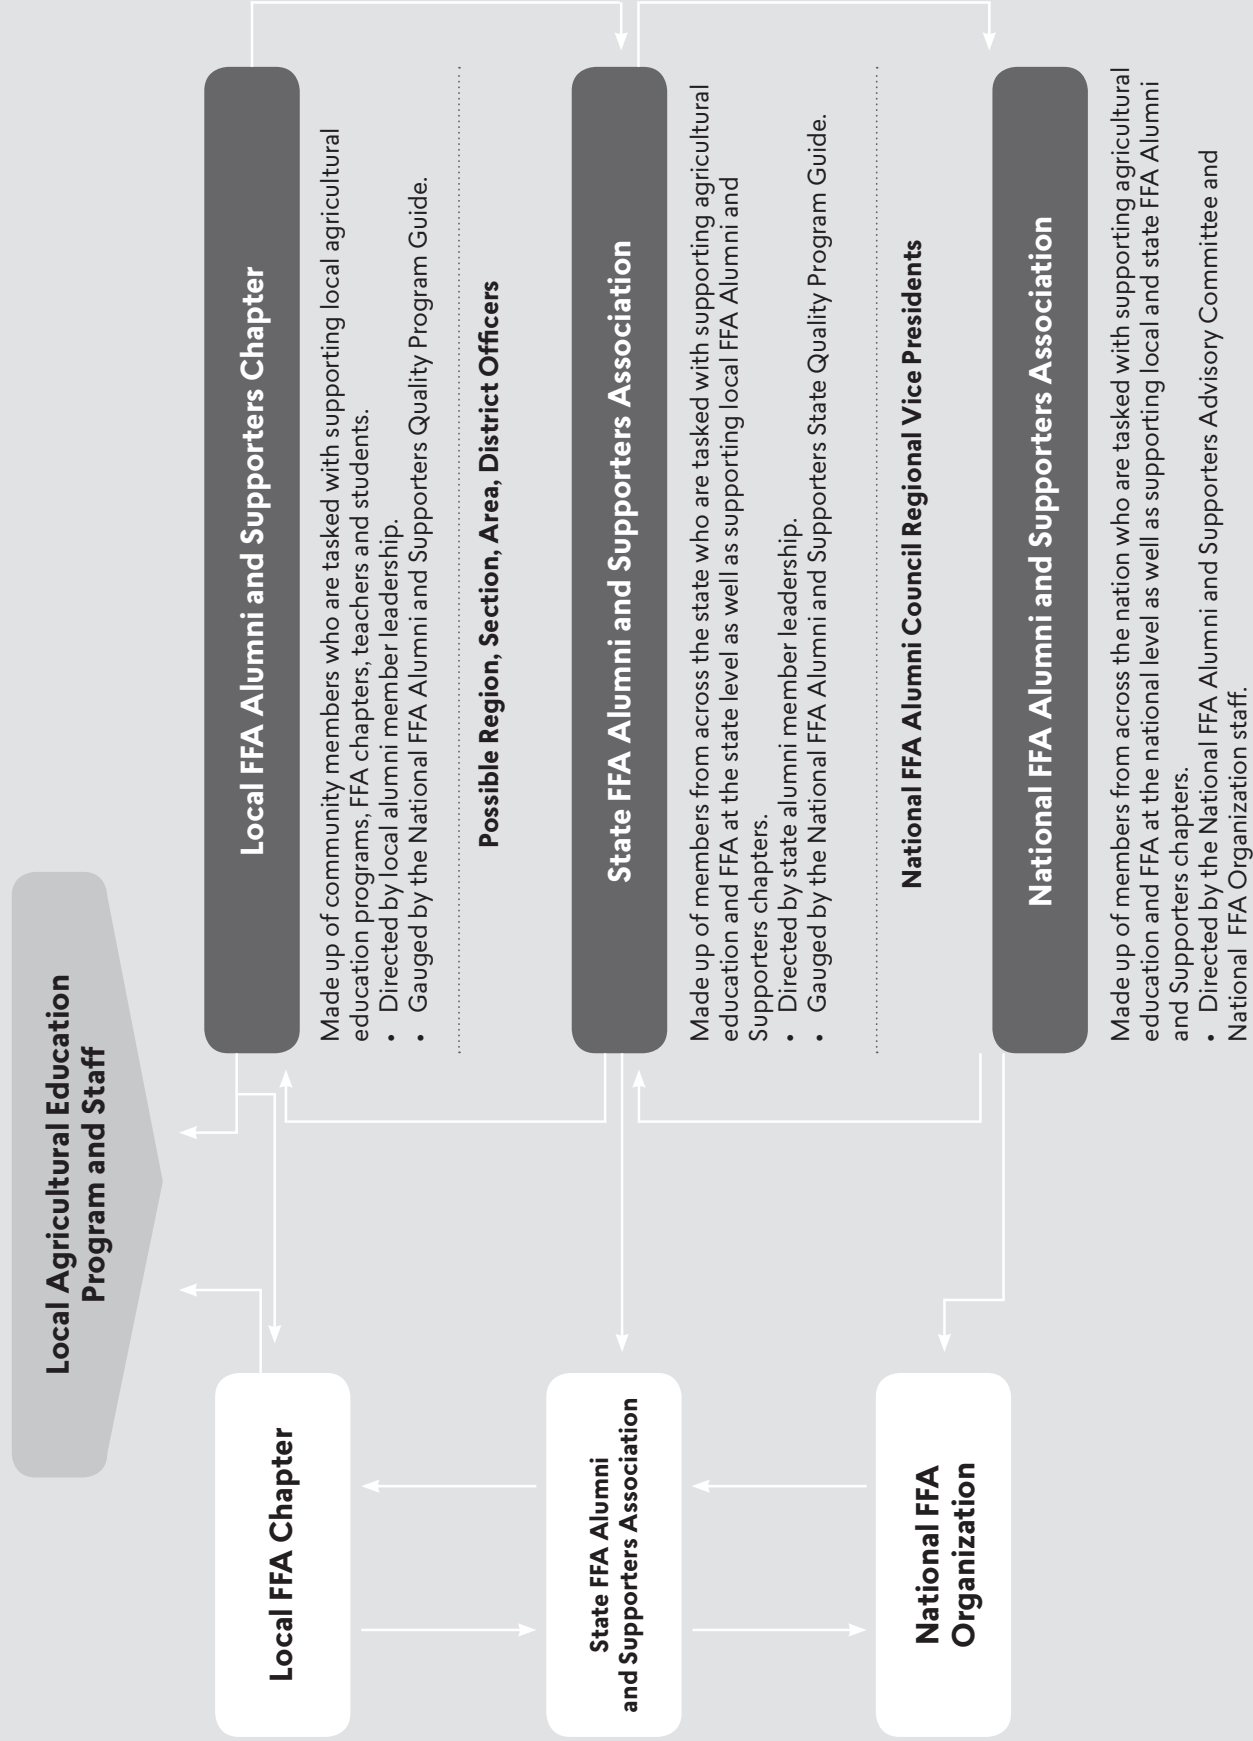 Local Agricultural Education
Program and Staff
Local FFA Chapter
State FFA Alumni
and Supporters Association
National FFA
Organization
Local FFA Alumni and Supporters Chapter
Made up of community members who are tasked with supporting local agricultural
education programs, FFA chapters, teachers and students.
• Directed by local alumni member leadership.
• Gauged by the National FFA Alumni and Supporters Quality Program Guide.
Possible Region, Section, Area, District Officers
State FFA Alumni and Supporters Association
Made up of members from across the state who are tasked with supporting agricultural
education and FFA at the state level as well as supporting local FFA Alumni and
Supporters chapters.
• Directed by state alumni member leadership.
• Gauged by the National FFA Alumni and Supporters State Quality Program Guide.
National FFA Alumni Council Regional Vice Presidents
National FFA Alumni and Supporters Association
Made up of members from across the nation who are tasked with supporting agricultural
education and FFA at the national level as well as supporting local and state FFA Alumni
and Supporters chapters.
• Directed by the National FFA Alumni and Supporters Advisory Committee and
National FFA Organization staff.